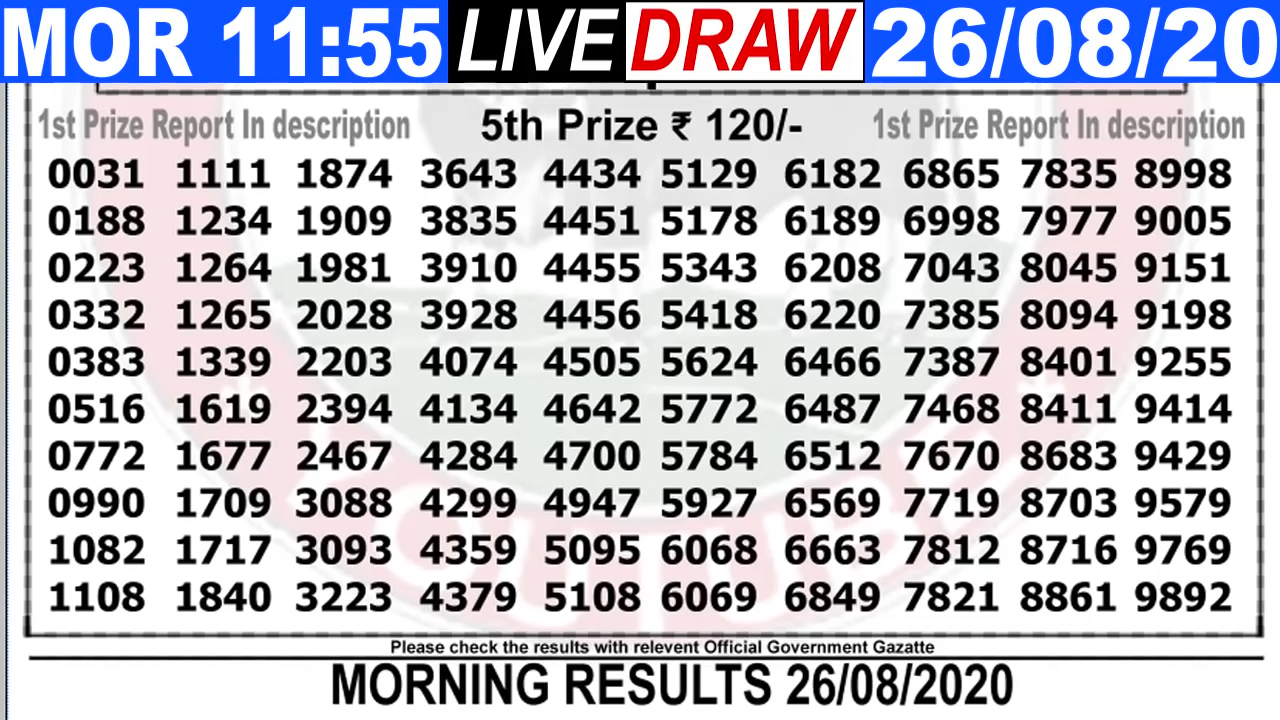 MOR 11:55 LIVE DRAW 26/08/20
1st Prize Report In description 5th Prize ₹ 120/- 1st Prize Report In description
0031 1111 1874 3643 4434 5129 6182 6865 7835 8998
0188 1234 1909 3835 4451 5178 6189 6998 7977 9005
0223 1264 1981 3910 4455 5343 6208 7043 8045 9151
0332 1265 2028 3928 4456 5418 6220 7385 8094 9198
0383 1339 2203 4074 4505 5624 6466 7387 8401 9255
0516 1619 2394 4134 4642 5772 6487 7468 8411 9414
0772 1677 2467 4284 4700 5784 6512 7670 8683 9429
0990 1709 3088 4299 4947 5927 6569 7719 8703 9579
1082 1717 3093 4359 5095 6068 6663 7812 8716 9769
1108 1840 3223 4379 5108 6069 6849 7821 8861 9892
YOUTUBE
Please check the results with relevent Official Government Gazatte
MORNING RESULTS 26/08/2020